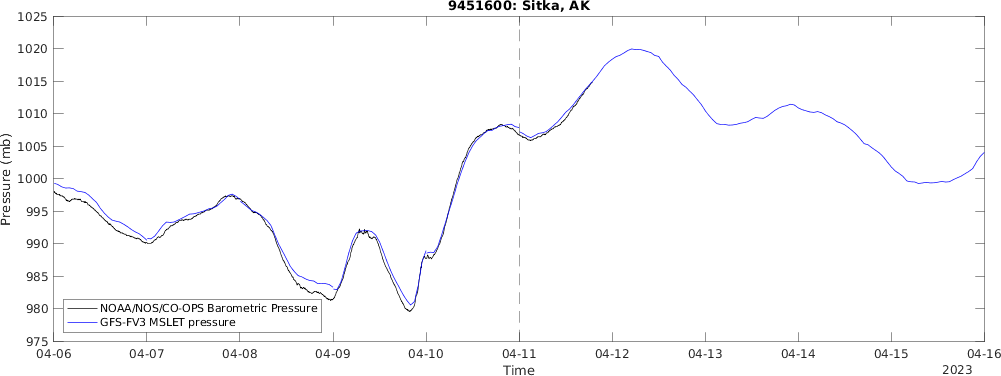 9451600: Sitka, AK
1025
1020
1015
1010
1005
1000
995
990
985
980
975
Pressure (mb)
NOAA/NOS/CO-OPS Barometric Pressure
GFS-FV3 MSLET pressure
04-06 04-07 04-08 04-09 04-10 04-11 04-12 04-13 04-14 04-15 04-16
Time
2023